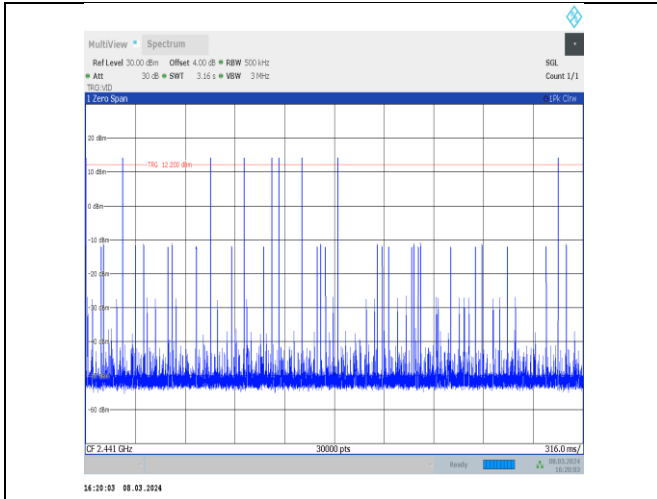 MultiView Spectrum
Ref Level 30.00 dBm Offset 4.00 dB RBW 500 kHz SGL
Att 30 dB SWT 3.16 s VBW 3 MHz Count 1/1
TRG:VID
1 Zero Span 1Pk Clrw
20 dBm
TRG 12.200 dBm
10 dBm
0 dBm
-10 dBm
-20 dBm
-30 dBm
-40 dBm
-60 dBm
CF 2.441 GHz 30000 pts 316.0 ms/
Ready 08.03.2024
16:20:03
16:20:03 08.03.2024